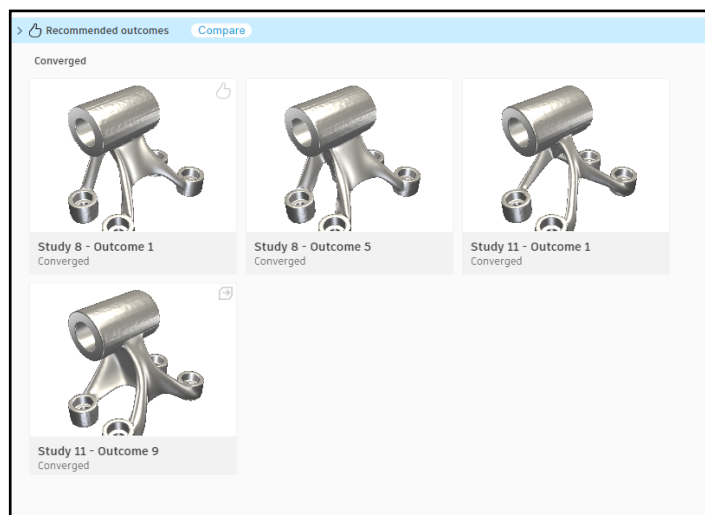 Recommended outcomes Compare
Converged
Study 8 - Outcome 1
Converged
Study 8 - Outcome 5
Converged
Study 11 - Outcome 1
Converged
Study 11 - Outcome 9
Converged